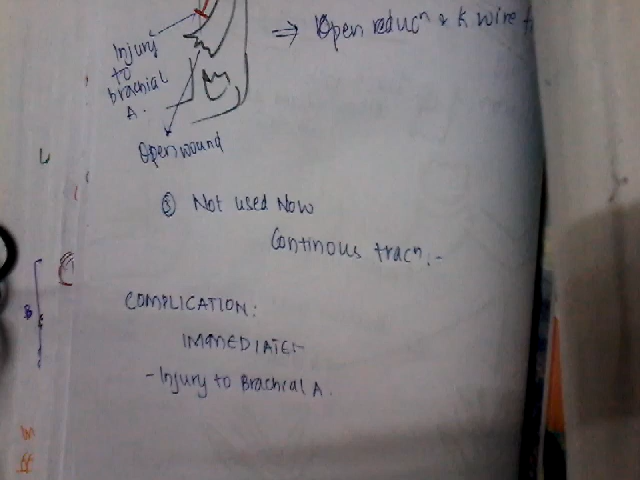 ⇒ Open reducⁿ & K wire
Injury
to
brachial
A.
Open wound
③ Not used Now
Continous tracⁿ :-
COMPLICATION:
IMMEDIATE:-
- Injury to Brachial A.